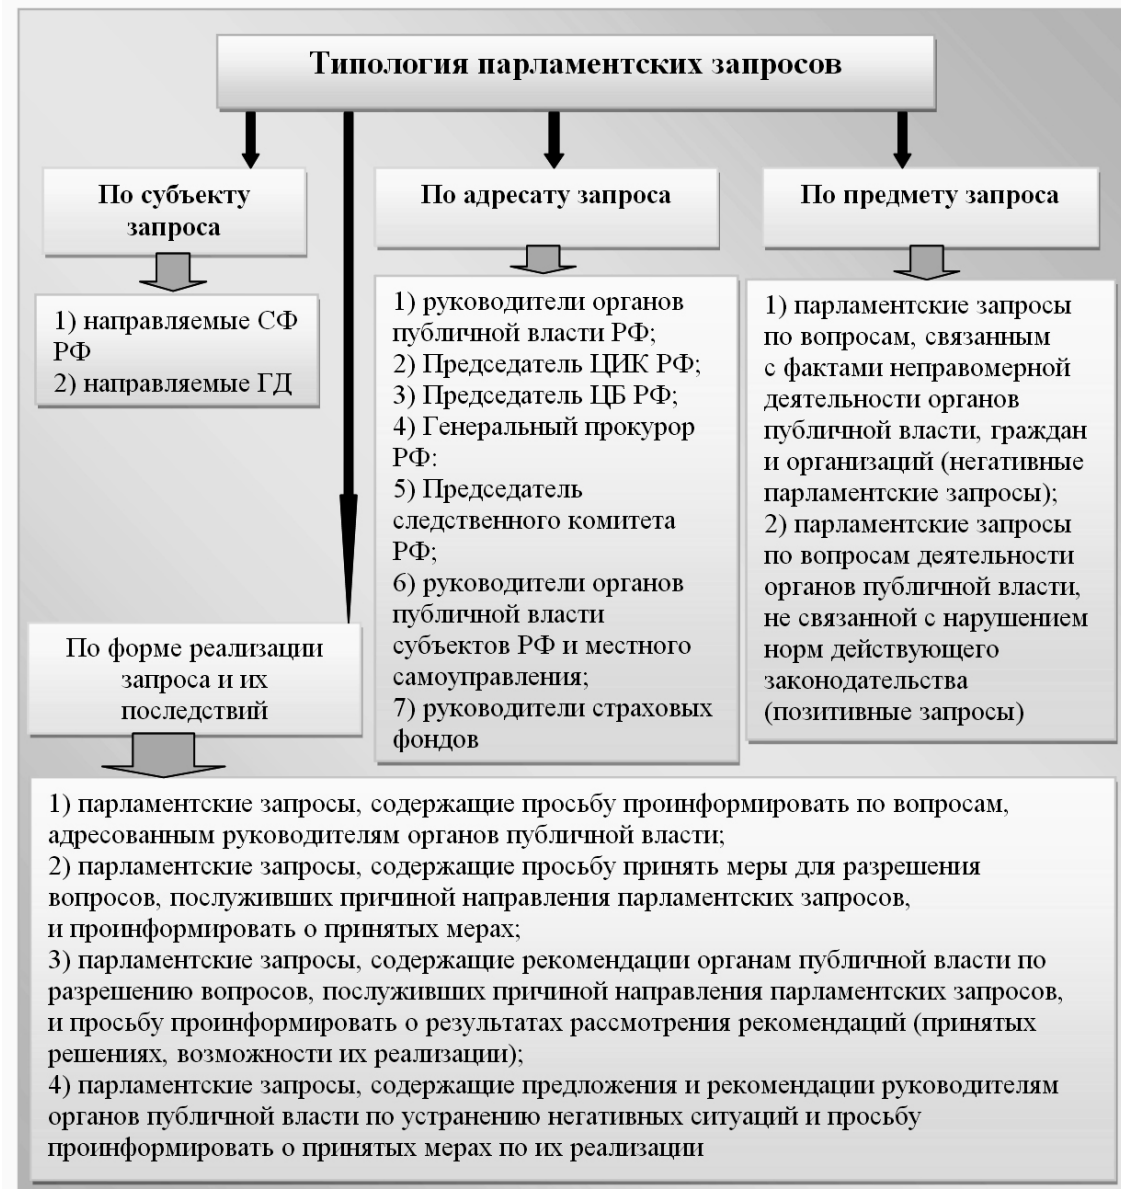 Типология парламентских запросов
По субъекту
запроса
1) направляемые СФ
РФ
2) направляемые ГД
По адресату запроса
1) руководители органов
публичной власти РФ;
2) Председатель ЦИК РФ;
3) Председатель ЦБ РФ;
4) Генеральный прокурор
РФ:
5) Председатель
следственного комитета
РФ;
6) руководители органов
публичной власти
субъектов РФ и местного
самоуправления;
7) руководители страховых
фондов
По предмету запроса
1) парламентские запросы
по вопросам, связанным
с фактами неправомерной
деятельности органов
публичной власти, граждан
и организаций (негативные
парламентские запросы);
2) парламентские запросы
по вопросам деятельности
органов публичной власти,
не связанной с нарушением
норм действующего
законодательства
(позитивные запросы)
По форме реализации
запроса и их
последствий
1) парламентские запросы, содержащие просьбу проинформировать по вопросам,
адресованным руководителям органов публичной власти;
2) парламентские запросы, содержащие просьбу принять меры для разрешения
вопросов, послуживших причиной направления парламентских запросов,
и проинформировать о принятых мерах;
3) парламентские запросы, содержащие рекомендации органам публичной власти по
разрешению вопросов, послуживших причиной направления парламентских запросов,
и просьбу проинформировать о результатах рассмотрения рекомендаций (принятых
решениях, возможности их реализации);
4) парламентские запросы, содержащие предложения и рекомендации руководителям
органов публичной власти по устранению негативных ситуаций и просьбу
проинформировать о принятых мерах по их реализации